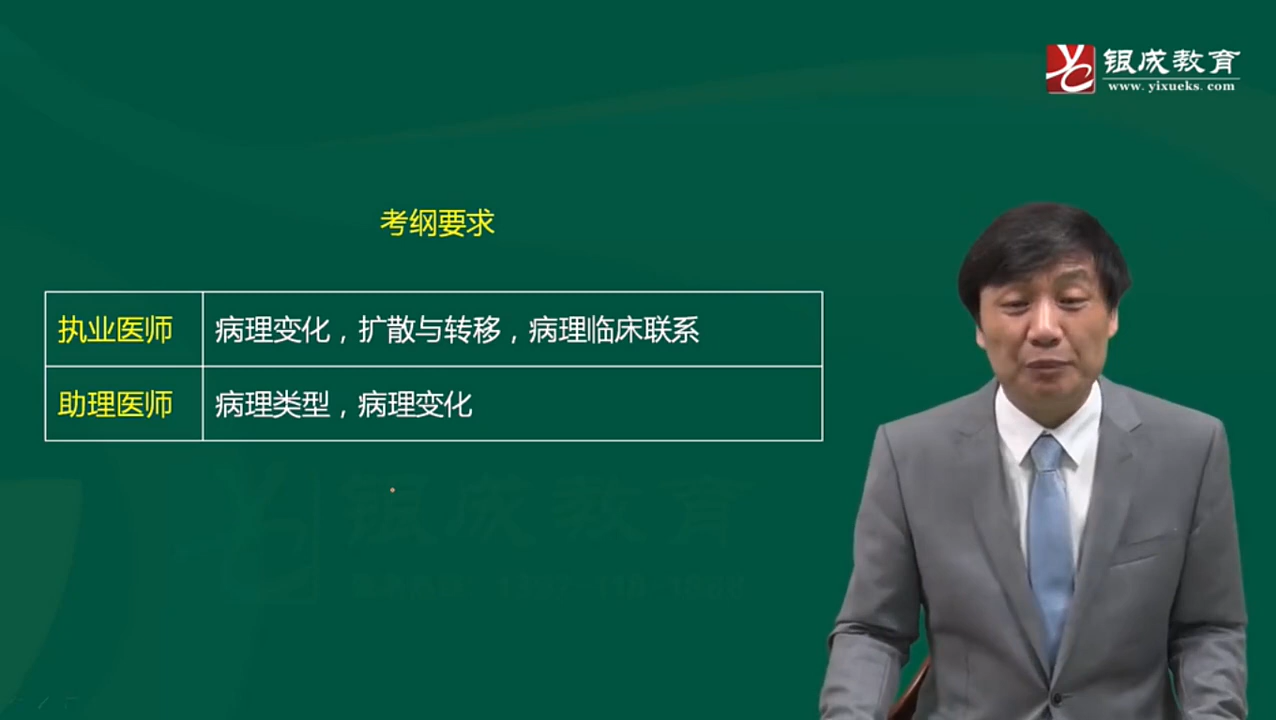 银成教育
www.yixueks.com
考纲要求
执业医师 病理变化，扩散与转移，病理临床联系
助理医师 病理类型，病理变化
银成教育